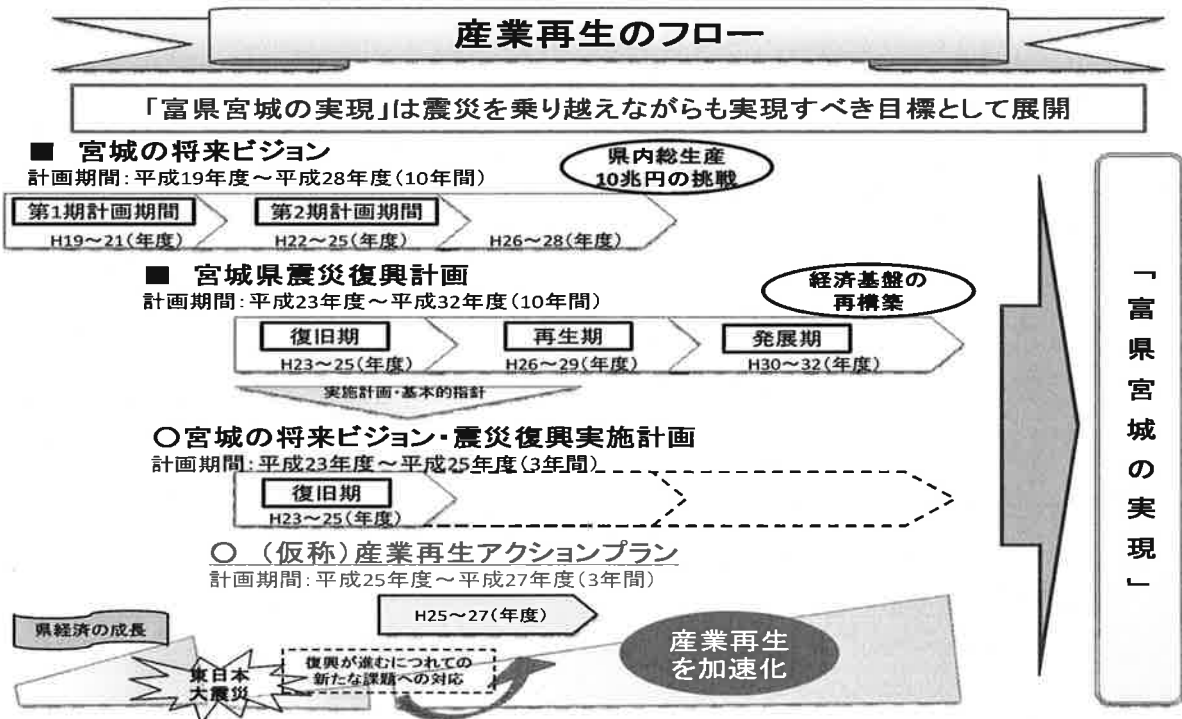 産業再生のフロー
「富県宮城の実現」は震災を乗り越えながらも実現すべき目標として展開
■ 宮城の将来ビジョン
計画期間:平成19年度～平成28年度(10年間)
県内総生産
10兆円の挑戦
第1期計画期間
H19～21(年度)
第2期計画期間
H22～25(年度)
H26～28(年度)
■ 宮城県震災復興計画
計画期間:平成23年度～平成32年度(10年間)
経済基盤の
再構築
復旧期
H23～25(年度)
再生期
H26～29(年度)
発展期
H30～32(年度)
実施計画・基本的指針
○宮城の将来ビジョン・震災復興実施計画
計画期間:平成23年度～平成25年度(3年間)
復旧期
H23～25(年度)
○ (仮称)産業再生アクションプラン
計画期間:平成25年度～平成27年度(3年間)
H25～27(年度)
県経済の成長
東日本
大震災
復興が進むにつれての
新たな課題への対応
産業再生
を加速化
「富県宮城の実現」